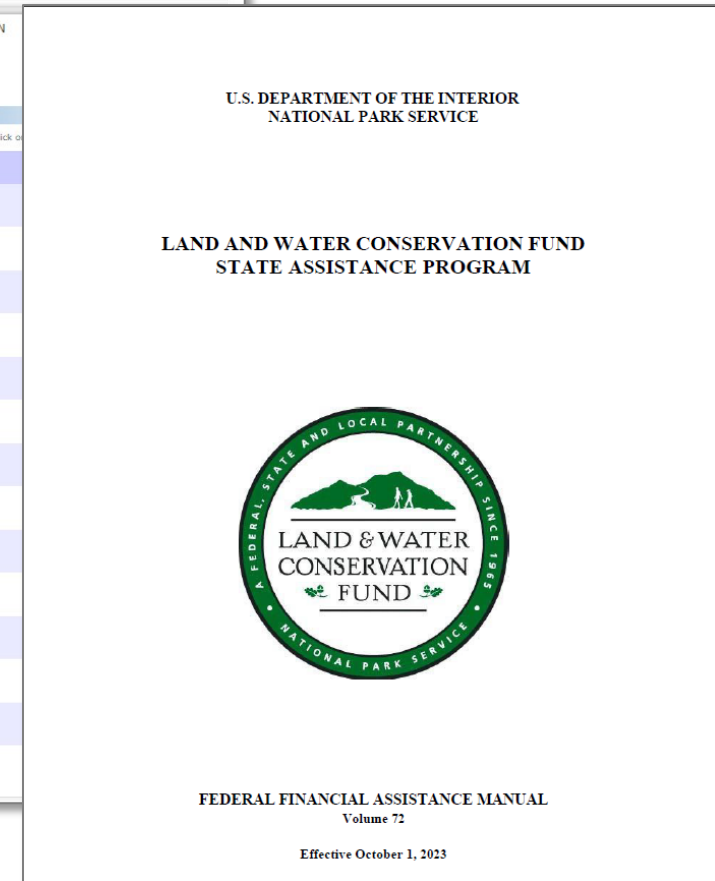 U.S. DEPARTMENT OF THE INTERIOR
NATIONAL PARK SERVICE
LAND AND WATER CONSERVATION FUND
STATE ASSISTANCE PROGRAM
A FEDERAL, STATE AND LOCAL PARTNERSHIP SINCE 1965
LAND & WATER
CONSERVATION
FUND
NATIONAL PARK SERVICE
FEDERAL FINANCIAL ASSISTANCE MANUAL
Volume 72
Effective October 1, 2023